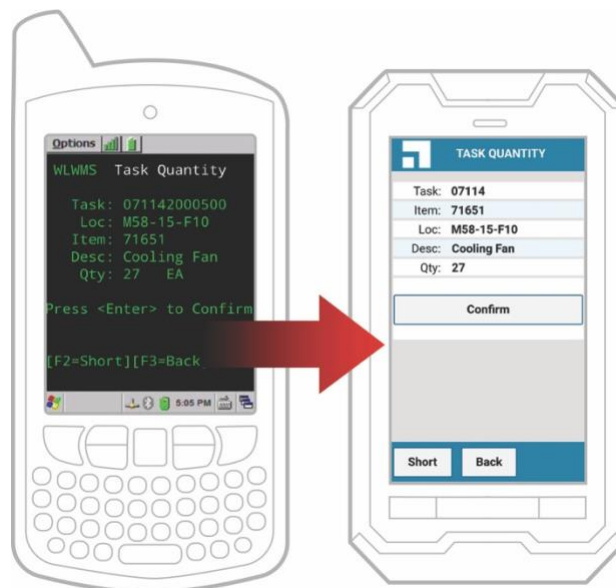 Options
WLWMS Task Quantity
Task: 071142000500
Loc: M58-15-F10
Item: 71651
Desc: Cooling Fan
Qty: 27 EA
Press <Enter> to Confirm
[F2=Short][F3=Back
5:05 PM
TASK QUANTITY
Task: 07114
Item: 71651
Loc: M58-15-F10
Desc: Cooling Fan
Qty: 27
Confirm
Short Back